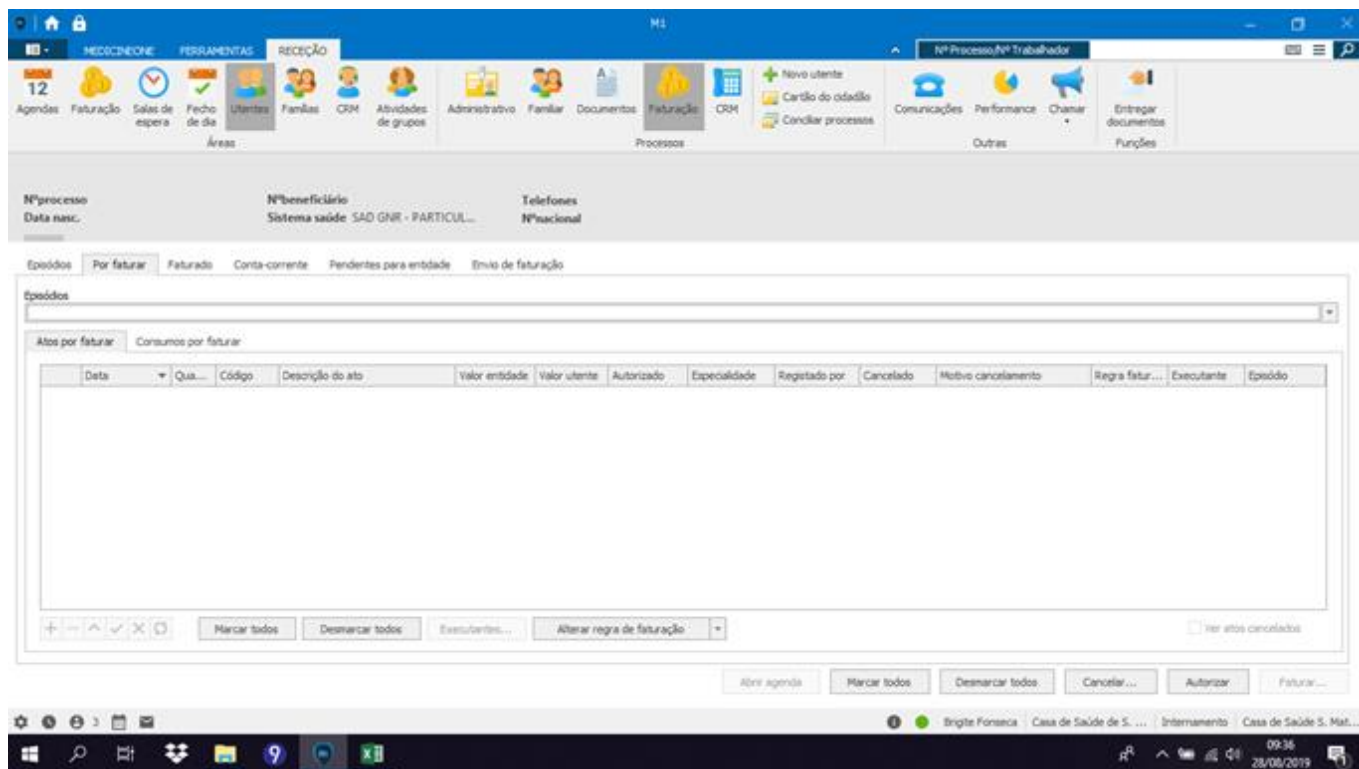 M1
MEDICINEONE FERRAMENTAS RECEÇÃO Nº Processo/Nº Trabalhador
12
Agendas Faturação Salas de espera Fecho de dia Utentes Famílias CRM Atividades de grupos Administrativo Familiar Documentos Faturação CRM
Novo utente
Cartão do cidadão
Conciliar processos
Comunicações Performance Chamar Entregar documentos
Áreas Processos Outras Funções
Nºprocesso Nºbeneficiário Telefones
Data nasc. Sistema saúde SAD GNR - PARTICUL... Nºnacional
Episódios Por faturar Faturado Conta-corrente Pendentes para entidade Envio de faturação
Episódios
Atos por faturar Consumos por faturar
Data Qua... Código Descrição do ato Valor entidade Valor utente Autorizado Especialidade Registado por Cancelado Motivo cancelamento Regra fatur... Executante Episódio
Marcar todos Desmarcar todos Executantes... Alterar regra de faturação Ver atos cancelados
Abrir agenda Marcar todos Desmarcar todos Cancelar... Autorizar Faturar...
3 Brigite Fonseca Casa de Saúde de S. ... Internamento Casa de Saúde S. Mat...
9 09:36
28/08/2019